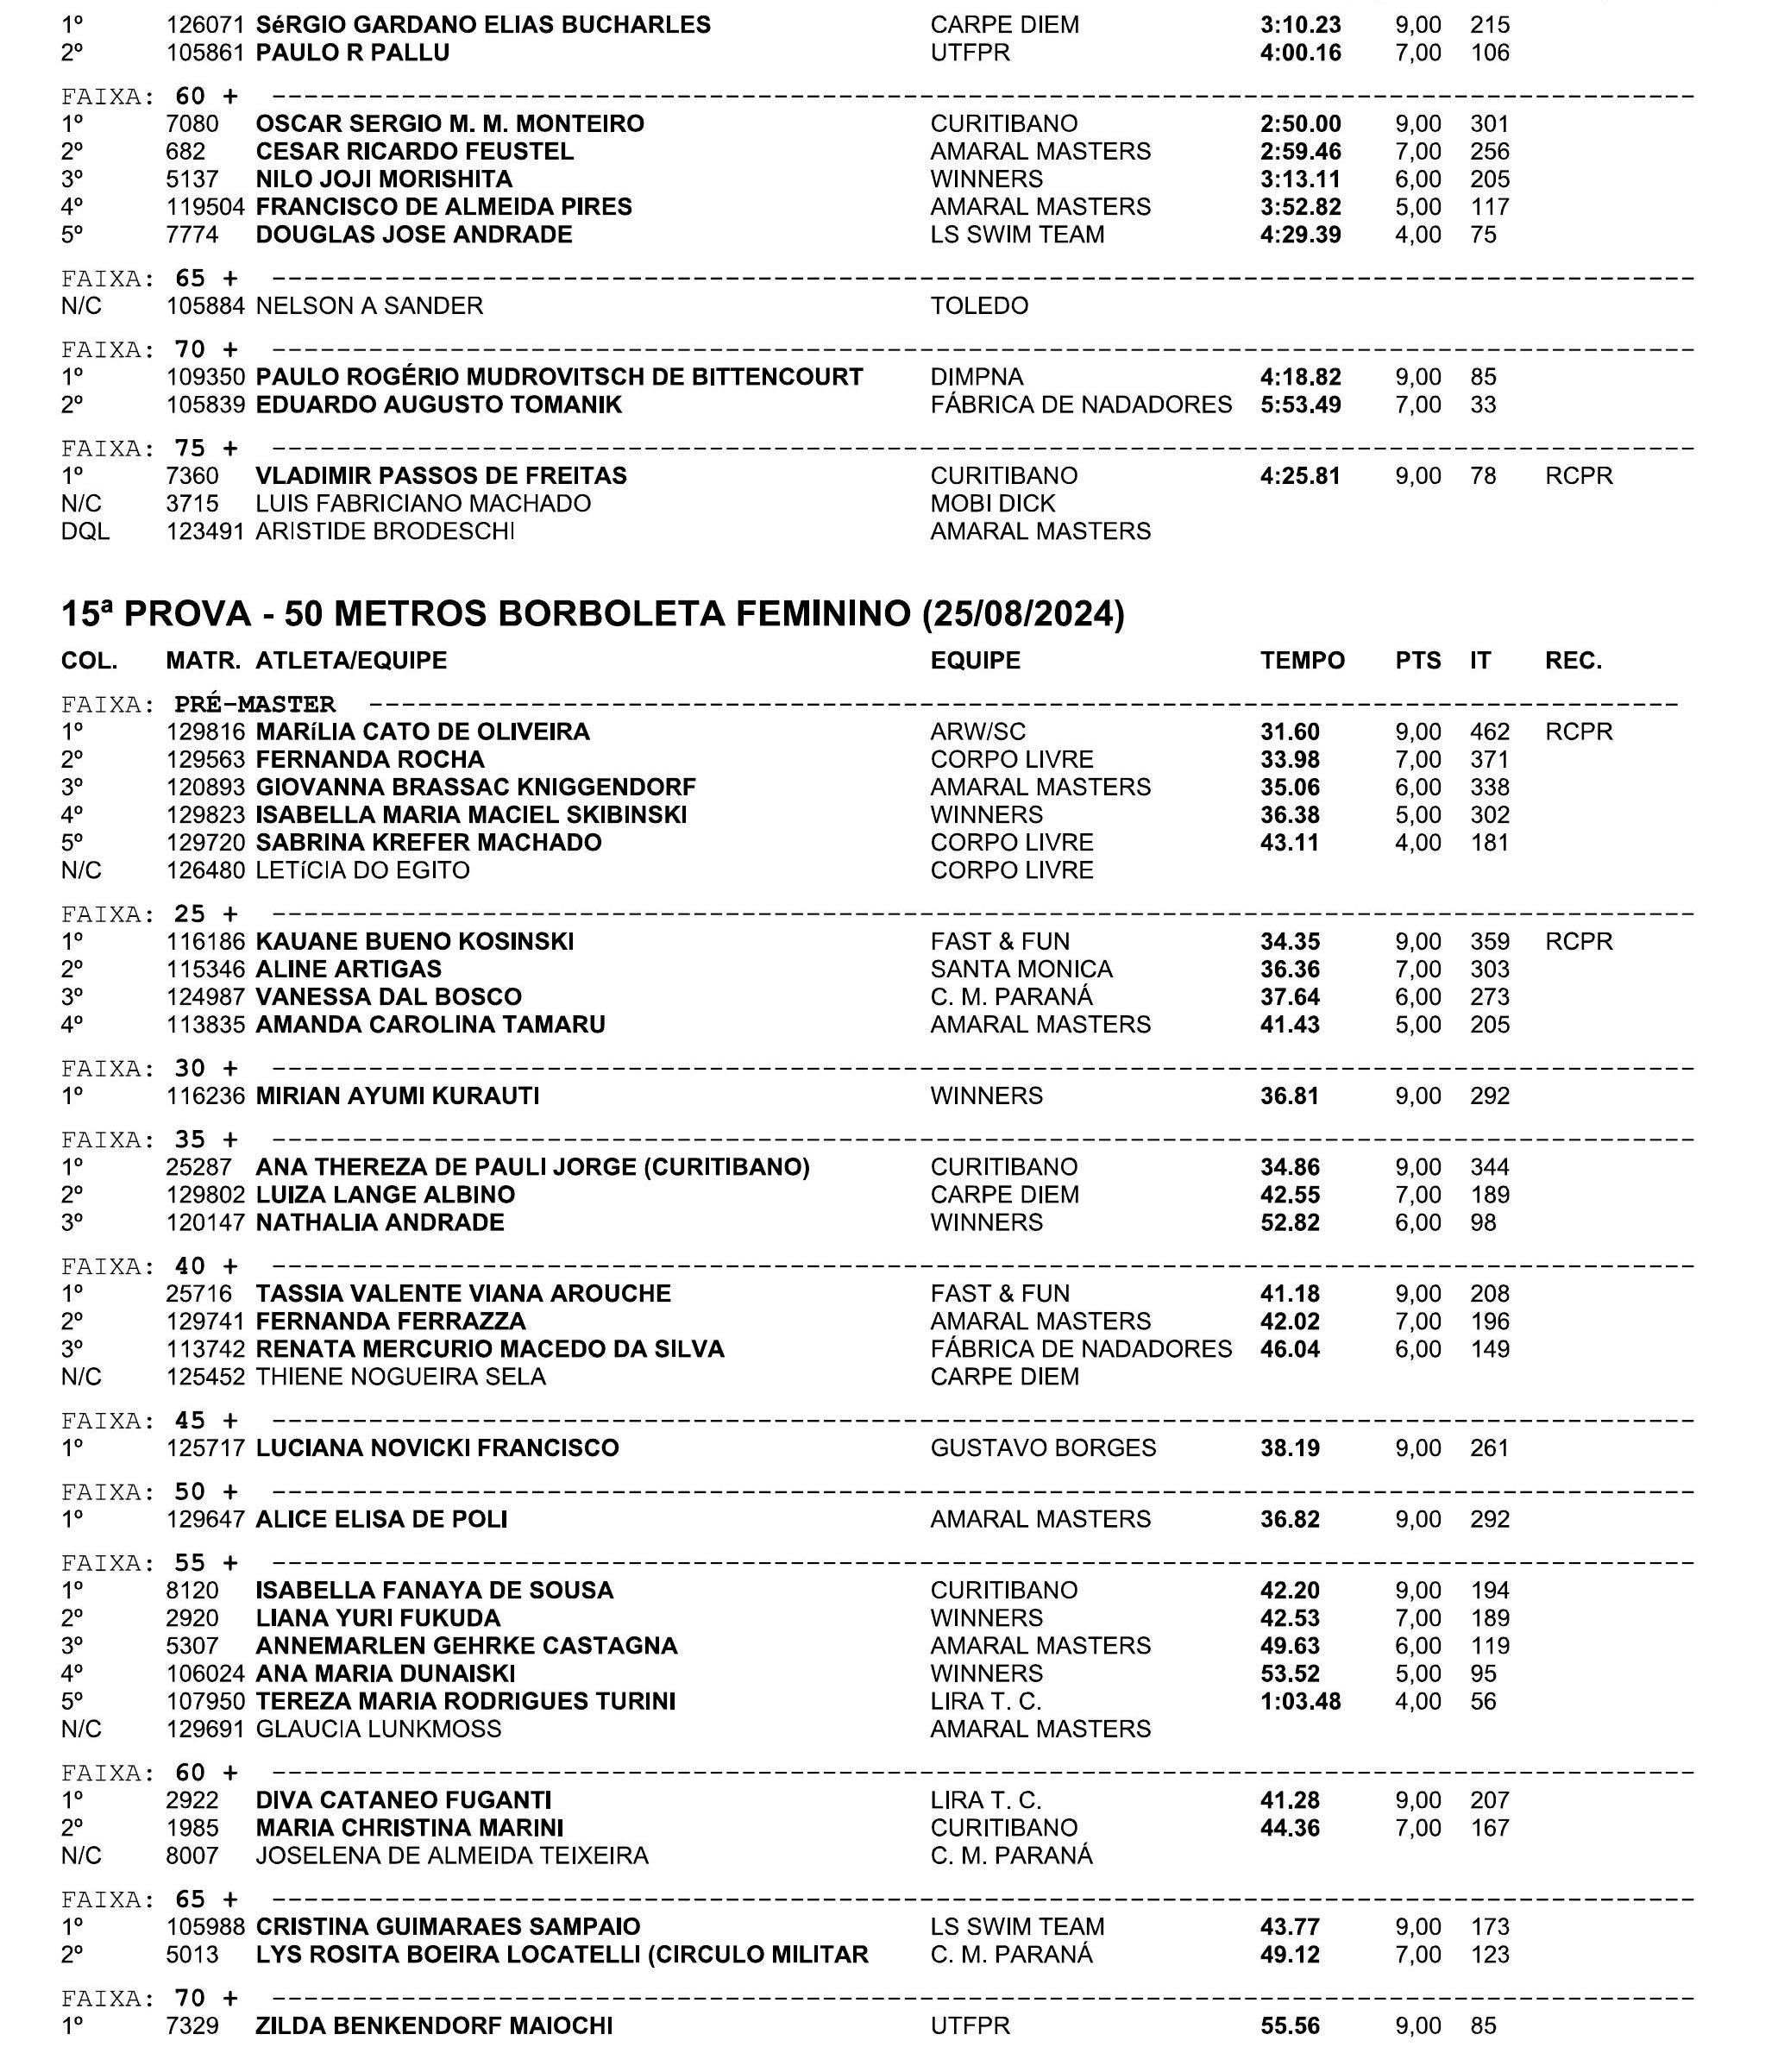 1º 126071 SéRGIO GARDANO ELIAS BUCHARLES CARPE DIEM 3:10.23 9,00 215
2º 105861 PAULO R PALLU UTFPR 4:00.16 7,00 106
FAIXA: 60 +
1º 7080 OSCAR SERGIO M. M. MONTEIRO CURITIBANO 2:50.00 9,00 301
2º 682 CESAR RICARDO FEUSTEL AMARAL MASTERS 2:59.46 7,00 256
3º 5137 NILO JOJI MORISHITA WINNERS 3:13.11 6,00 205
4º 119504 FRANCISCO DE ALMEIDA PIRES AMARAL MASTERS 3:52.82 5,00 117
5º 7774 DOUGLAS JOSE ANDRADE LS SWIM TEAM 4:29.39 4,00 75
FAIXA: 65 +
N/C 105884 NELSON A SANDER TOLEDO
FAIXA: 70 +
1º 109350 PAULO ROGÉRIO MUDROVITSCH DE BITTENCOURT DIMPNA 4:18.82 9,00 85
2º 105839 EDUARDO AUGUSTO TOMANIK FÁBRICA DE NADADORES 5:53.49 7,00 33
FAIXA: 75 +
1º 7360 VLADIMIR PASSOS DE FREITAS CURITIBANO 4:25.81 9,00 78 RCPR
N/C 3715 LUIS FABRICIANO MACHADO MOBI DICK
DQL 123491 ARISTIDE BRODESCHI AMARAL MASTERS
15ª PROVA - 50 METROS BORBOLETA FEMININO (25/08/2024)
COL. MATR. ATLETA/EQUIPE EQUIPE TEMPO PTS IT REC.
FAIXA: PRÉ-MASTER
1º 129816 MARíLIA CATO DE OLIVEIRA ARW/SC 31.60 9,00 462 RCPR
2º 129563 FERNANDA ROCHA CORPO LIVRE 33.98 7,00 371
3º 120893 GIOVANNA BRASSAC KNIGGENDORF AMARAL MASTERS 35.06 6,00 338
4º 129823 ISABELLA MARIA MACIEL SKIBINSKI WINNERS 36.38 5,00 302
5º 129720 SABRINA KREFER MACHADO CORPO LIVRE 43.11 4,00 181
N/C 126480 LETíCIA DO EGITO CORPO LIVRE
FAIXA: 25 +
1º 116186 KAUANE BUENO KOSINSKI FAST & FUN 34.35 9,00 359 RCPR
2º 115346 ALINE ARTIGAS SANTA MONICA 36.36 7,00 303
3º 124987 VANESSA DAL BOSCO C. M. PARANÁ 37.64 6,00 273
4º 113835 AMANDA CAROLINA TAMARU AMARAL MASTERS 41.43 5,00 205
FAIXA: 30 +
1º 116236 MIRIAN AYUMI KURAUTI WINNERS 36.81 9,00 292
FAIXA: 35 +
1º 25287 ANA THEREZA DE PAULI JORGE (CURITIBANO) CURITIBANO 34.86 9,00 344
2º 129802 LUIZA LANGE ALBINO CARPE DIEM 42.55 7,00 189
3º 120147 NATHALIA ANDRADE WINNERS 52.82 6,00 98
FAIXA: 40 +
1º 25716 TASSIA VALENTE VIANA AROUCHE FAST & FUN 41.18 9,00 208
2º 129741 FERNANDA FERRAZZA AMARAL MASTERS 42.02 7,00 196
3º 113742 RENATA MERCURIO MACEDO DA SILVA FÁBRICA DE NADADORES 46.04 6,00 149
N/C 125452 THIENE NOGUEIRA SELA CARPE DIEM
FAIXA: 45 +
1º 125717 LUCIANA NOVICKI FRANCISCO GUSTAVO BORGES 38.19 9,00 261
FAIXA: 50 +
1º 129647 ALICE ELISA DE POLI AMARAL MASTERS 36.82 9,00 292
FAIXA: 55 +
1º 8120 ISABELLA FANAYA DE SOUSA CURITIBANO 42.20 9,00 194
2º 2920 LIANA YURI FUKUDA WINNERS 42.53 7,00 189
3º 5307 ANNEMARLEN GEHRKE CASTAGNA AMARAL MASTERS 49.63 6,00 119
4º 106024 ANA MARIA DUNAISKI WINNERS 53.52 5,00 95
5º 107950 TEREZA MARIA RODRIGUES TURINI LIRA T. C. 1:03.48 4,00 56
N/C 129691 GLAUCIA LUNKMOSS AMARAL MASTERS
FAIXA: 60 +
1º 2922 DIVA CATANEO FUGANTI LIRA T. C. 41.28 9,00 207
2º 1985 MARIA CHRISTINA MARINI CURITIBANO 44.36 7,00 167
N/C 8007 JOSELENA DE ALMEIDA TEIXEIRA C. M. PARANÁ
FAIXA: 65 +
1º 105988 CRISTINA GUIMARAES SAMPAIO LS SWIM TEAM 43.77 9,00 173
2º 5013 LYS ROSITA BOEIRA LOCATELLI (CIRCULO MILITAR C. M. PARANÁ 49.12 7,00 123
FAIXA: 70 +
1º 7329 ZILDA BENKENDORF MAIOCHI UTFPR 55.56 9,00 85